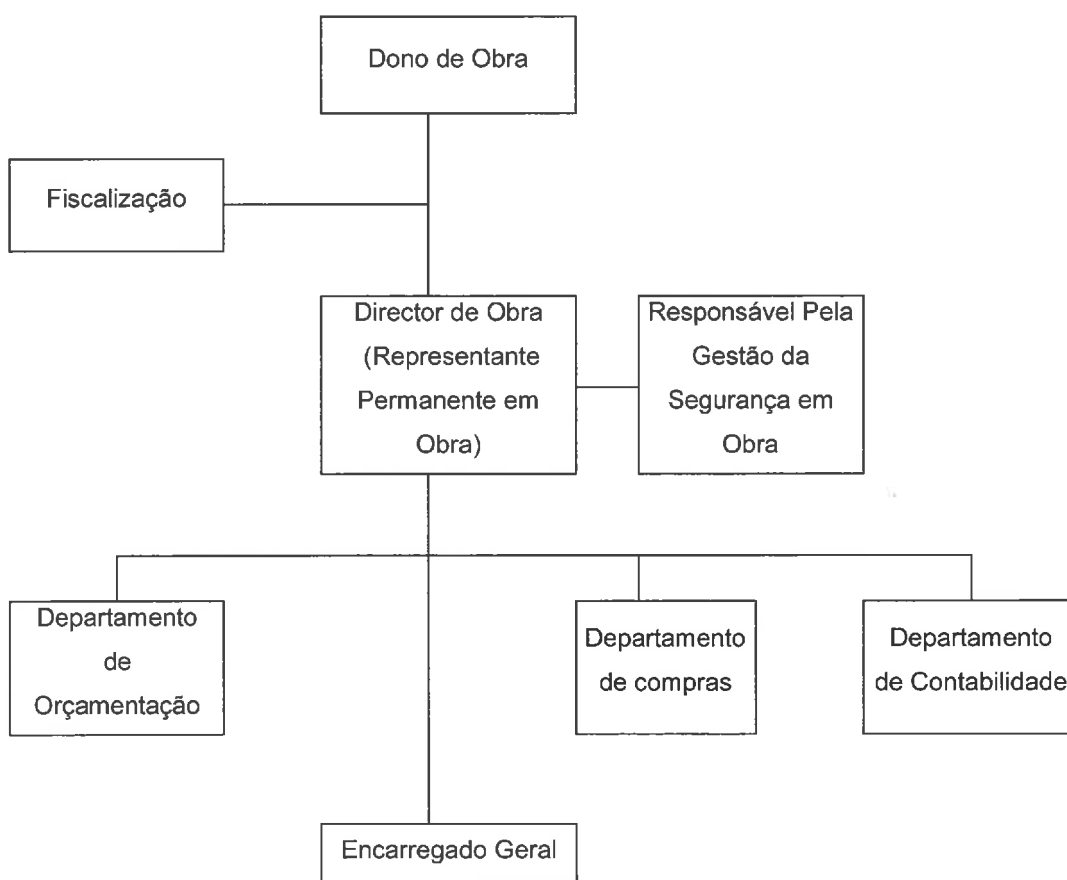 Dono de Obra
Fiscalização
Director de Obra
(Representante
Permanente em
Obra)
Responsável Pela
Gestão da
Segurança em
Obra
Departamento
de
Orçamentação
Departamento
de compras
Departamento
de Contabilidade
Encarregado Geral